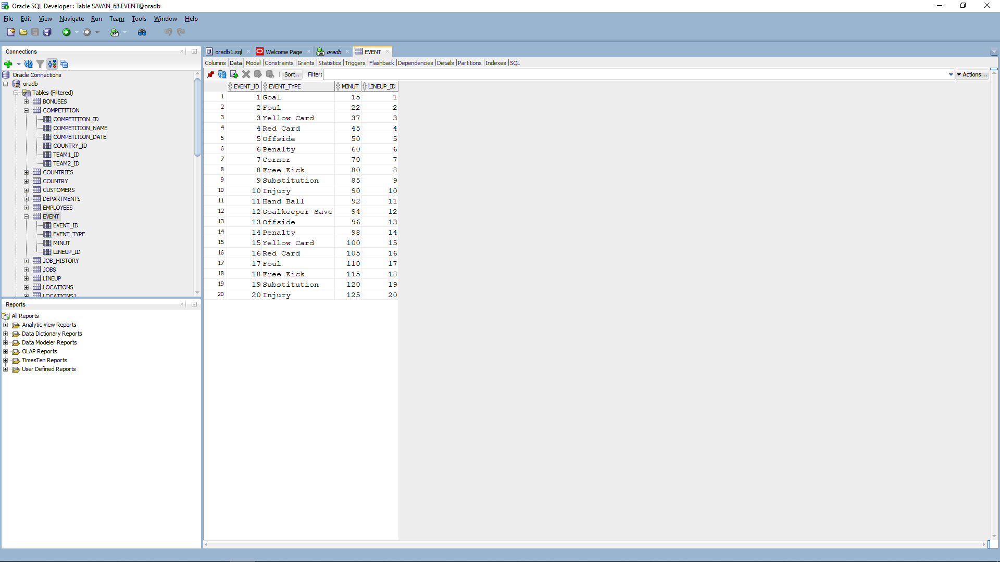 Oracle SQL Developer : Table SAVAN_68.EVENT@oradb
File Edit View Navigate Run Team Tools Window Help
Connections
Oracle Connections
oradb
Tables (Filtered)
BONUSES
COMPETITION
COMPETITION_ID
COMPETITION_NAME
COMPETITION_DATE
COUNTRY_ID
TEAM1_ID
TEAM2_ID
COUNTRIES
COUNTRY
CUSTOMERS
DEPARTMENTS
EMPLOYEES
EVENT
EVENT_ID
EVENT_TYPE
MINUT
LINEUP_ID
JOB_HISTORY
JOBS
LINEUP
LOCATIONS
LOCATIONS1
Reports
All Reports
Analytic View Reports
Data Dictionary Reports
Data Modeler Reports
OLAP Reports
TimesTen Reports
User Defined Reports
oradb1.sql Welcome Page oradb EVENT
Columns Data Model Constraints Grants Statistics Triggers Flashback Dependencies Details Partitions Indexes SQL
Sort.. Filter: Actions...
EVENT_ID EVENT_TYPE MINUT LINEUP_ID
1 1 Goal 15 1
2 2 Foul 22 2
3 3 Yellow Card 37 3
4 4 Red Card 45 4
5 5 Offside 50 5
6 6 Penalty 60 6
7 7 Corner 70 7
8 8 Free Kick 80 8
9 9 Substitution 85 9
10 10 Injury 90 10
11 11 Hand Ball 92 11
12 12 Goalkeeper Save 94 12
13 13 Offside 96 13
14 14 Penalty 98 14
15 15 Yellow Card 100 15
16 16 Red Card 105 16
17 17 Foul 110 17
18 18 Free Kick 115 18
19 19 Substitution 120 19
20 20 Injury 125 20